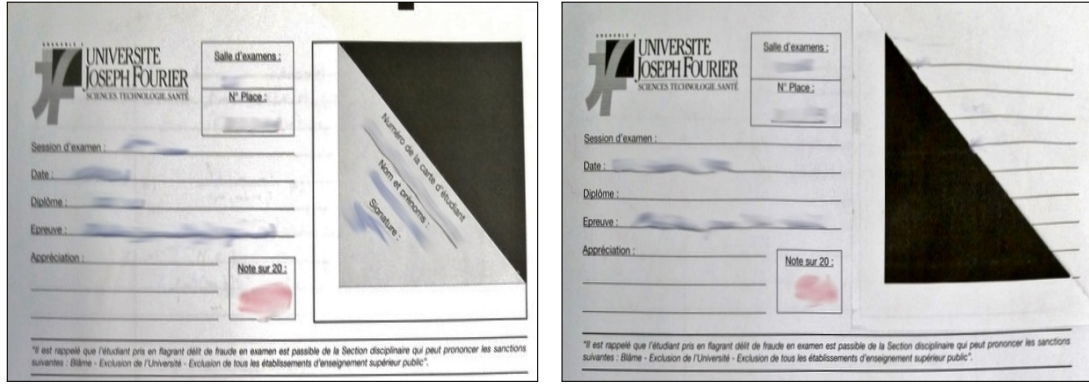 GRENOBLE 1
UNIVERSITE
JOSEPH FOURIER
SCIENCES. TECHNOLOGIE. SANTÉ
Salle d'examens :
N° Place :
Session d'examen :
Date :
Diplôme :
Epreuve :
Appréciation :
Note sur 20 :
Numéro de la carte d'étudiant
Nom et prénoms :
Signature :
"Il est rappelé que l'étudiant pris en flagrant délit de fraude en examen est passible de la Section disciplinaire qui peut prononcer les sanctions
suivantes : Blâme - Exclusion de l'Université - Exclusion de tous les établissements d'enseignement supérieur public".
GRENOBLE 1
UNIVERSITE
JOSEPH FOURIER
SCIENCES. TECHNOLOGIE. SANTÉ
Salle d'examens :
N° Place :
Session d'examen :
Date :
Diplôme :
Epreuve :
Appréciation :
Note sur 20 :
"Il est rappelé que l'étudiant pris en flagrant délit de fraude en examen est passible de la Section disciplinaire qui peut prononcer les sanctions
suivantes : Blâme - Exclusion de l'Université - Exclusion de tous les établissements d'enseignement supérieur public".